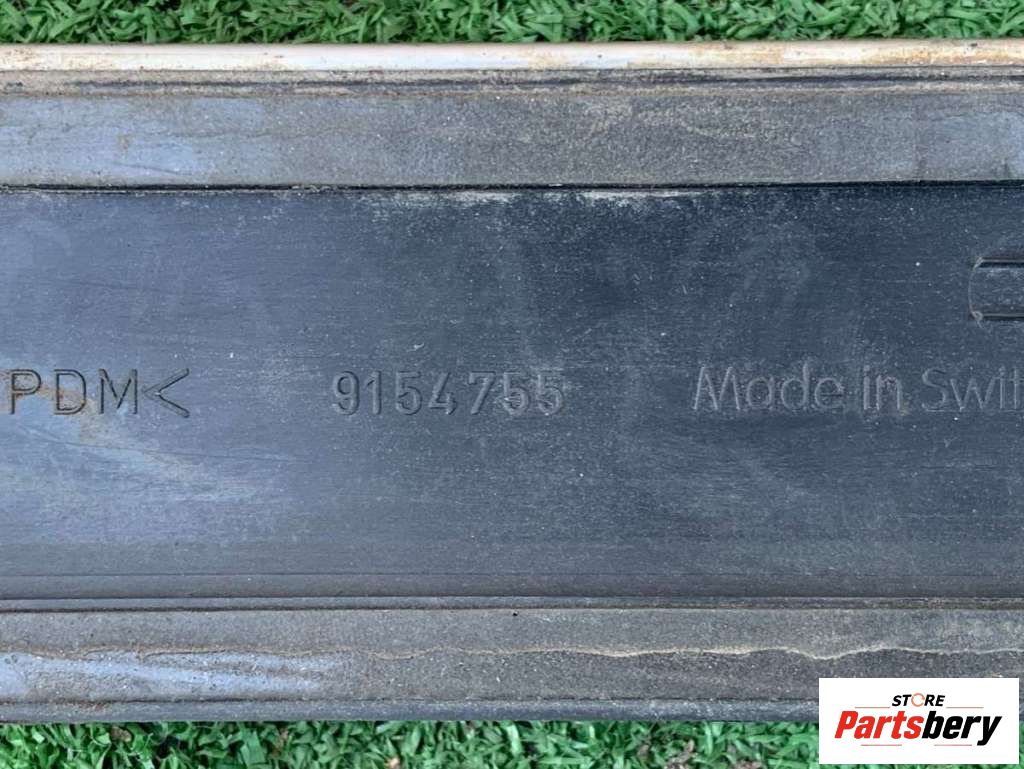 PDM< 9154755 Made in Swit
STORE
Partsbery